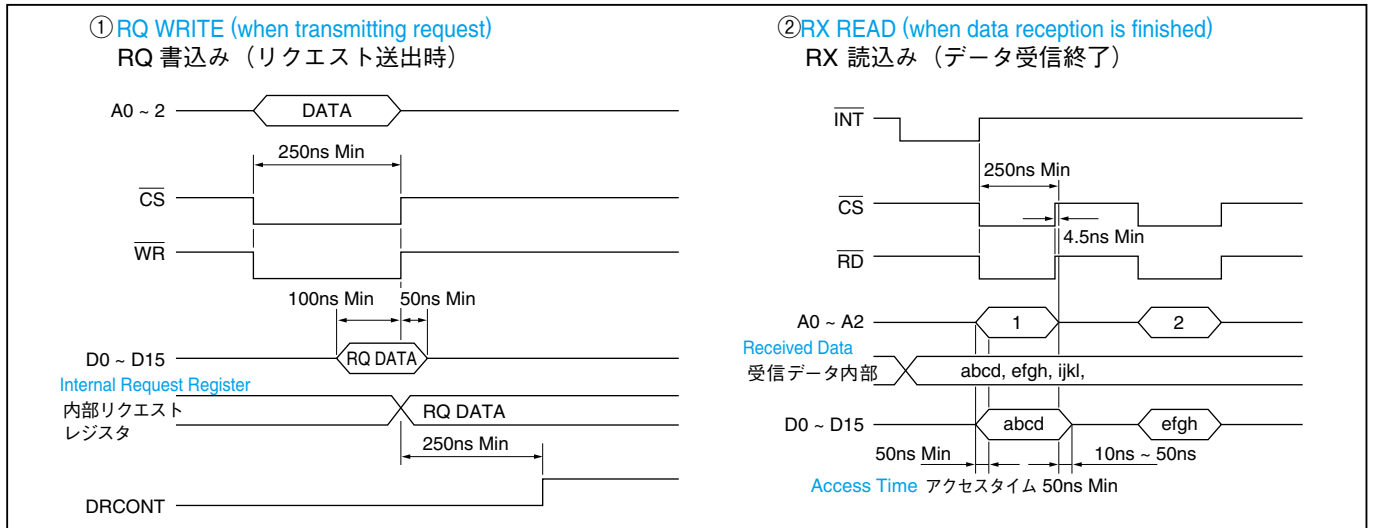 ① RQ WRITE (when transmitting request)
RQ 書込み（リクエスト送出時）
A0 ~ 2
DATA
250ns Min
CS
WR
100ns Min
50ns Min
D0 ~ D15
RQ DATA
Internal Request Register
内部リクエスト
レジスタ
RQ DATA
250ns Min
DRCONT
② RX READ (when data reception is finished)
RX 読込み（データ受信終了）
INT
250ns Min
CS
4.5ns Min
RD
A0 ~ A2
1
2
Received Data
受信データ内部
abcd, efgh, ijkl,
D0 ~ D15
abcd
efgh
50ns Min
10ns ~ 50ns
Access Time アクセスタイム 50ns Min